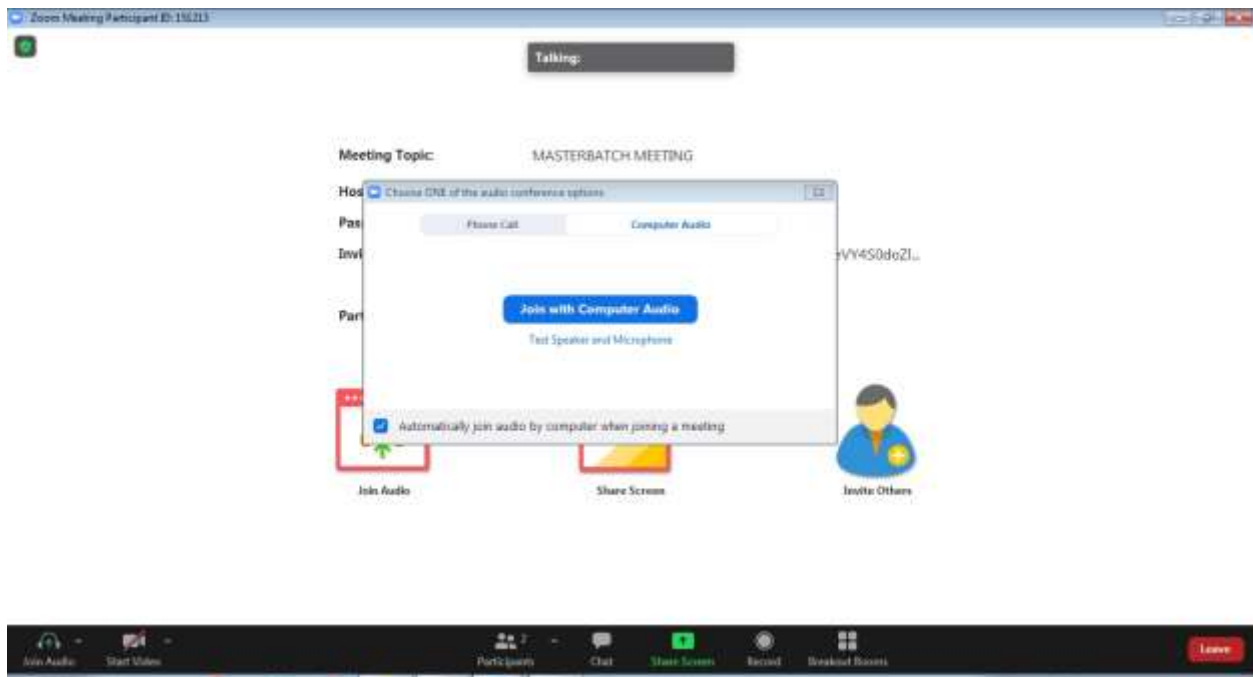 Zoom Meeting Participant ID: 151213
Talking:
Meeting Topic: MASTERBATCH MEETING
Hos
Choose ONE of the audio conference options
Pas
Phone Call Computer Audio
Invi
Join with Computer Audio
Test Speaker and Microphone
Part
Automatically join audio by computer when joining a meeting
Join Audio Share Screen Invite Others
Join Audio Start Video Participants 2 Chat Share Screen Record Breakout Rooms Leave